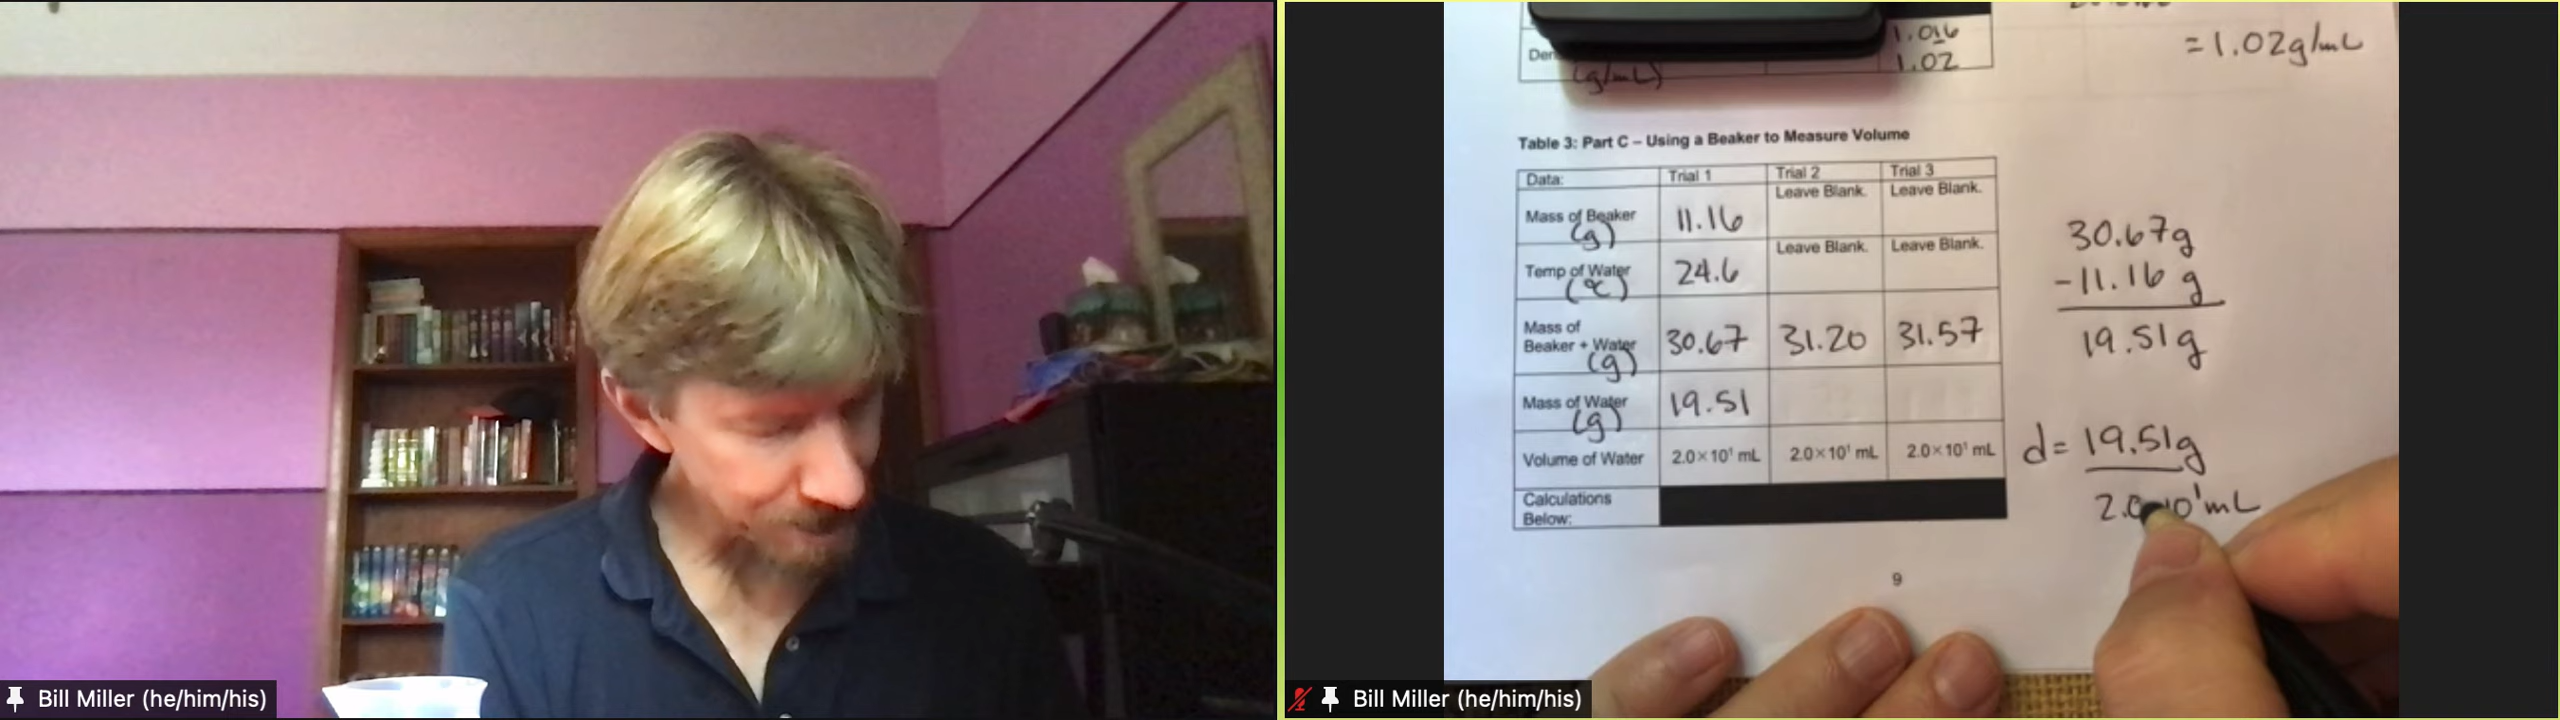 Bill Miller (he/him/his)
1.016
1.02
(g/mL)
= 1.02g/mL
Table 3: Part C – Using a Beaker to Measure Volume
Data: Trial 1 Trial 2 Trial 3
Mass of Beaker (g) 11.16 Leave Blank. Leave Blank.
Temp of Water (°C) 24.6 Leave Blank. Leave Blank.
Mass of
Beaker + Water (g) 30.67 31.20 31.57
Mass of Water (g) 19.51
Volume of Water 2.0×10¹ mL 2.0×10¹ mL 2.0×10¹ mL
Calculations
Below:
30.67g
-11.16 g
19.51g
d = 19.51g
9
Bill Miller (he/him/his)